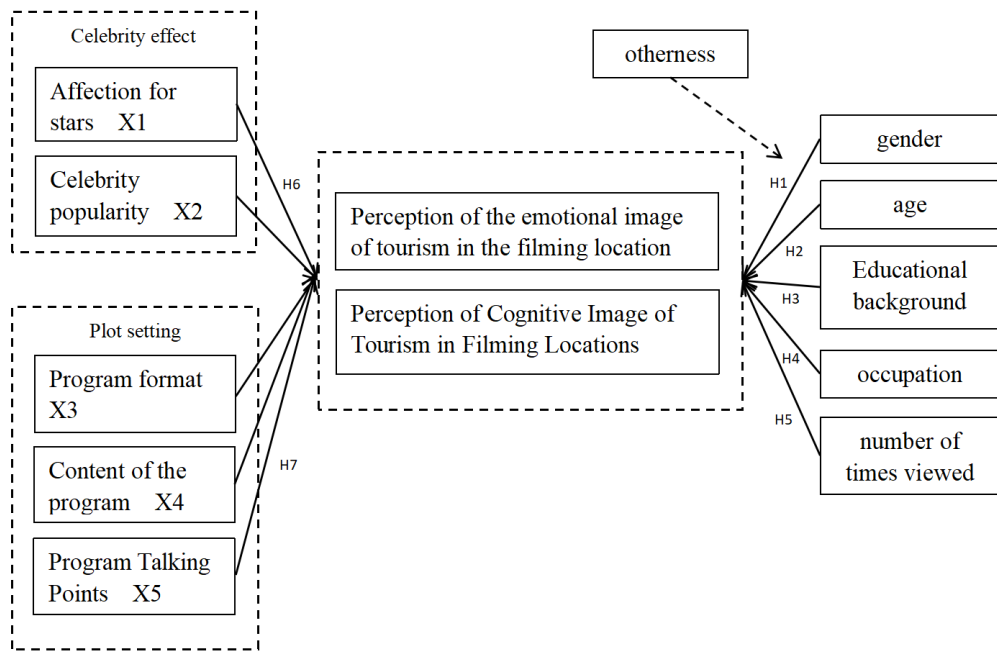 Celebrity effect
Affection for
stars X1
Celebrity
popularity X2
H6
Plot setting
Program format
X3
Content of the
program X4
Program Talking
Points X5
H7
Perception of the emotional image
of tourism in the filming location
Perception of Cognitive Image of
Tourism in Filming Locations
otherness
gender
H1
age
H2
Educational
background
H3
occupation
H4
number of
times viewed
H5